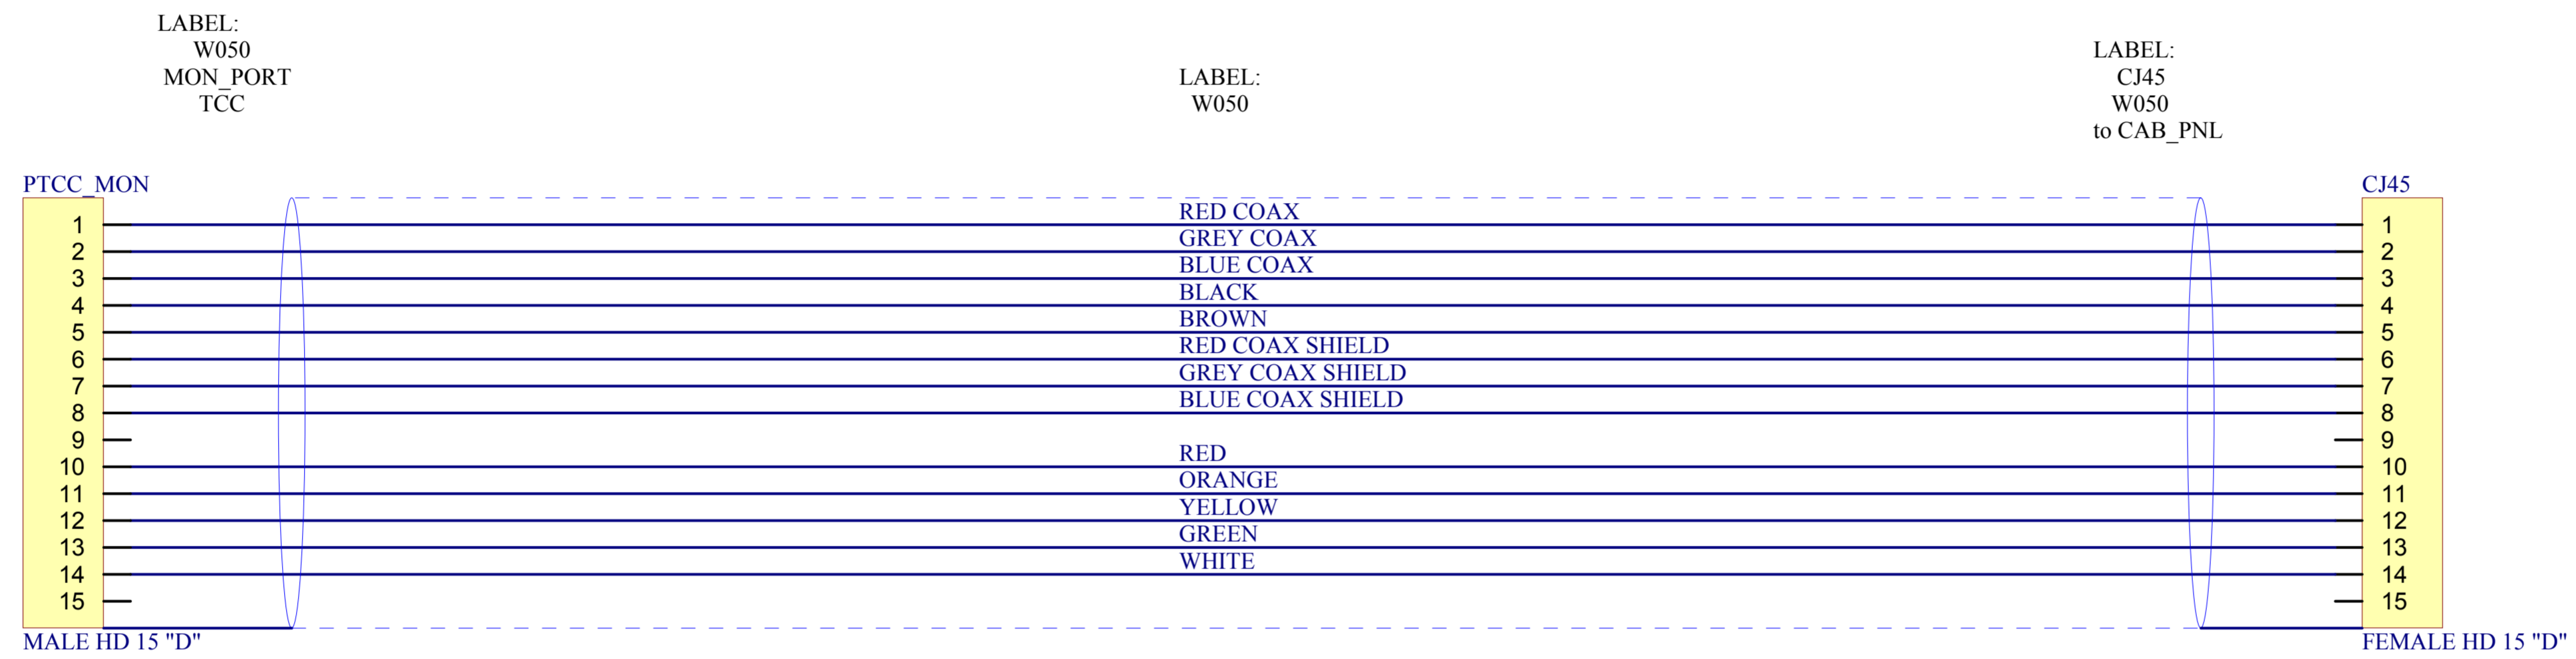 LABEL:
W050
MON_PORT
TCC
LABEL:
W050
LABEL:
CJ45
W050
to CAB_PNL
PTCC_MON
CJ45
RED COAX
1
1
GREY COAX
2
2
BLUE COAX
3
3
BLACK
4
4
BROWN
5
5
RED COAX SHIELD
6
6
GREY COAX SHIELD
7
7
BLUE COAX SHIELD
8
8
9
9
RED
10
10
ORANGE
11
11
YELLOW
12
12
GREEN
13
13
WHITE
14
14
15
15
MALE HD 15 "D"
FEMALE HD 15 "D"